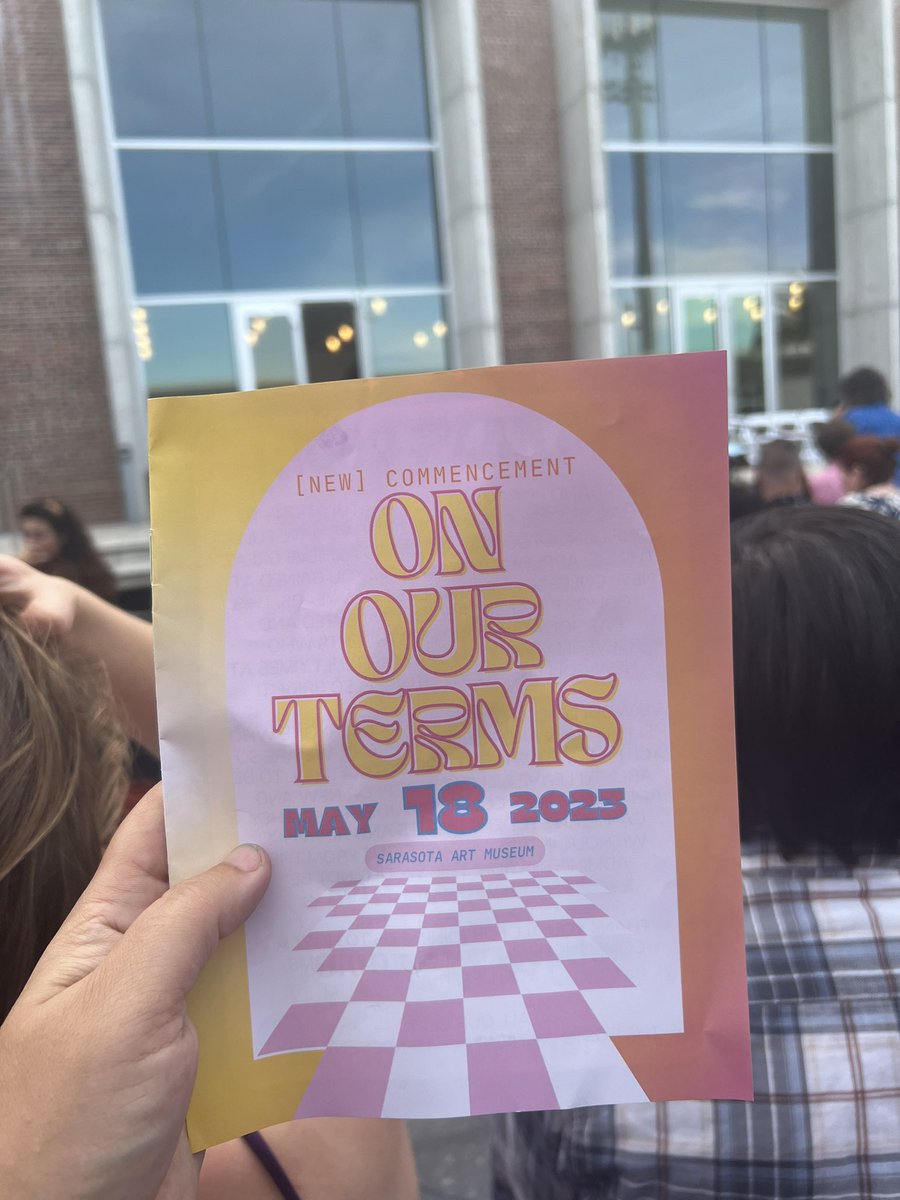 [NEW] COMMENCEMENT
ON
OUR
TERMS
MAY 18 2023
SARASOTA ART MUSEUM